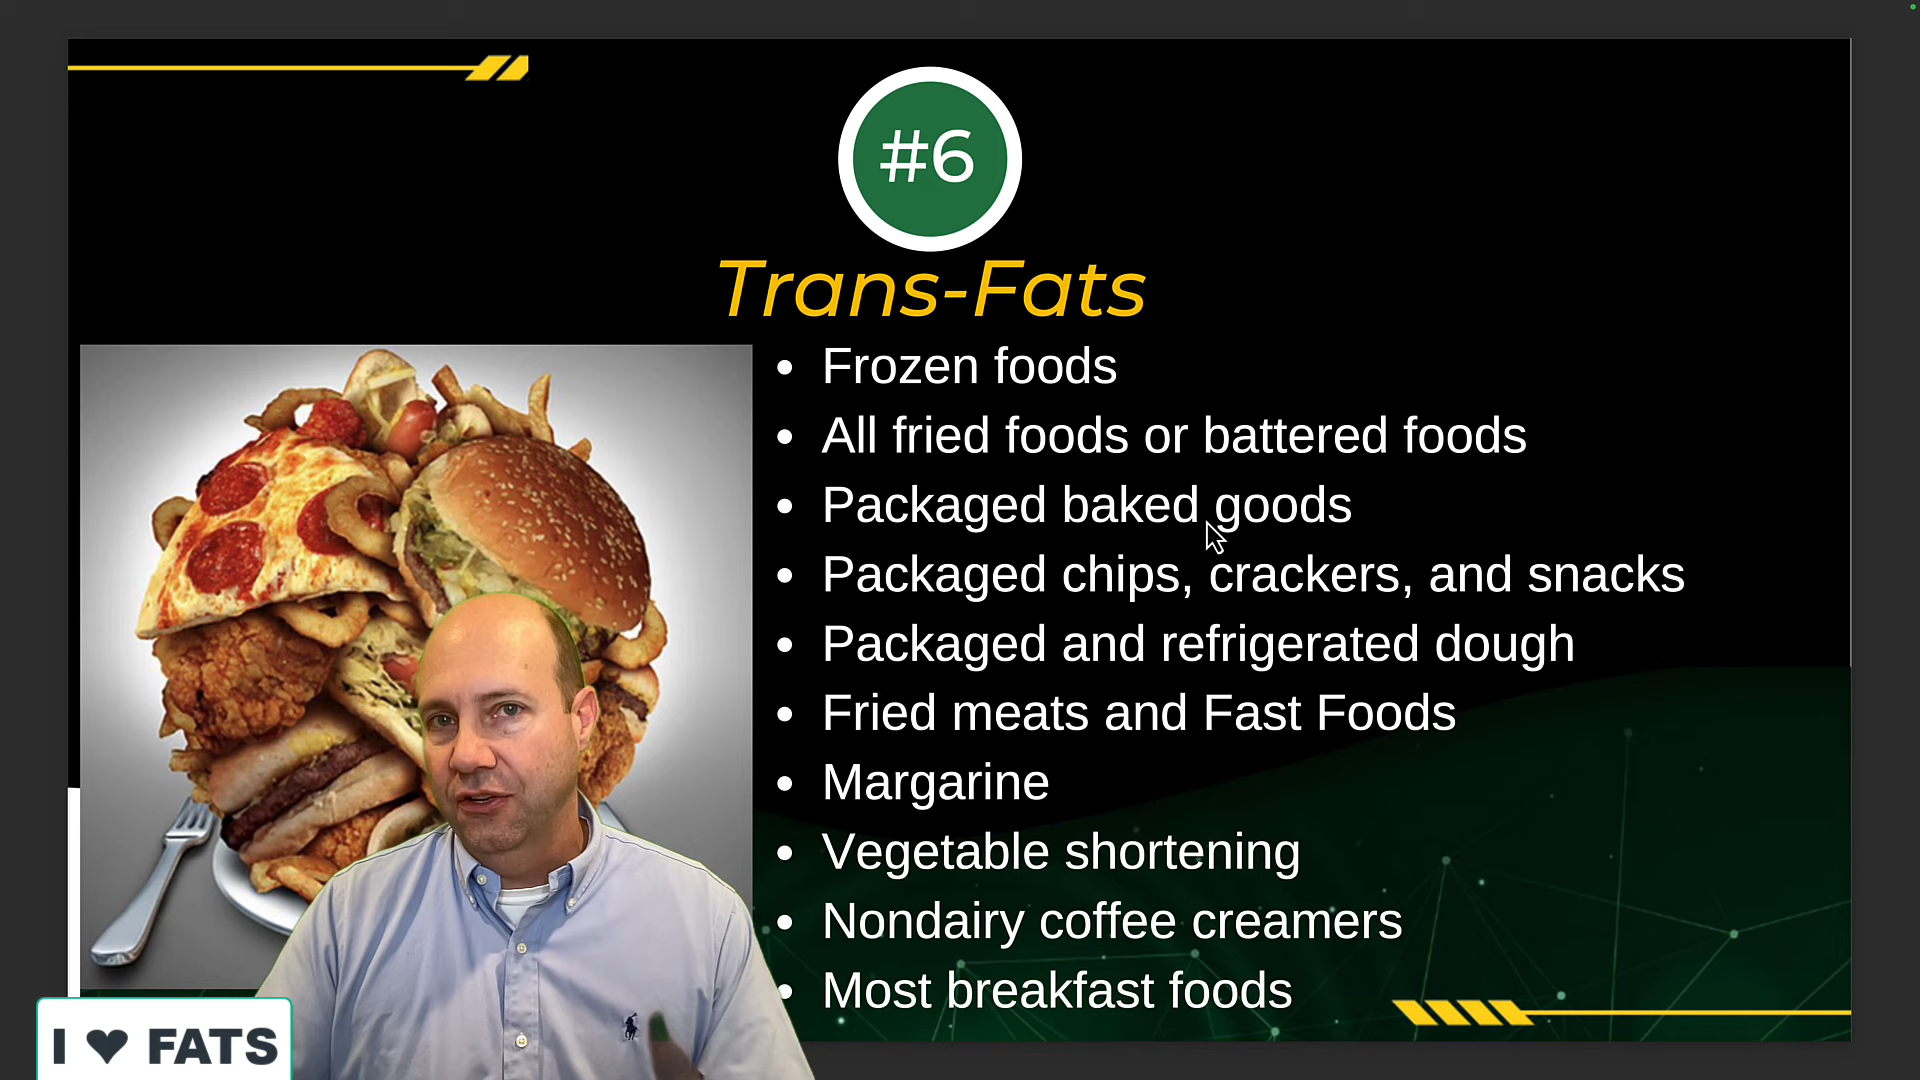 #6
Trans-Fats
• Frozen foods
• All fried foods or battered foods
• Packaged baked goods
• Packaged chips, crackers, and snacks
• Packaged and refrigerated dough
• Fried meats and Fast Foods
• Margarine
• Vegetable shortening
• Nondairy coffee creamers
• Most breakfast foods
I ♥ FATS